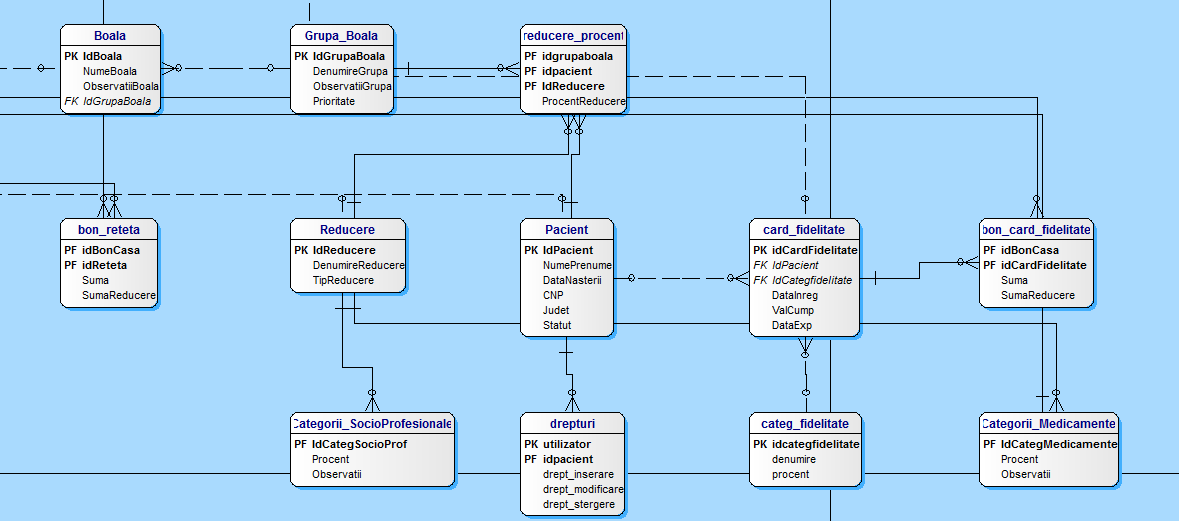 Boala
PK IdBoala
NumeBoala
ObservatiiBoala
FK IdGrupaBoala
Grupa_Boala
PK IdGrupaBoala
DenumireGrupa
ObservatiiGrupa
Prioritate
reducere_procent
PF idgrupaboala
PF idpacient
PF IdReducere
ProcentReducere
bon_reteta
PF idBonCasa
PF idReteta
Suma
SumaReducere
Reducere
PK IdReducere
DenumireReducere
TipReducere
Pacient
PK IdPacient
NumePrenume
DataNasterii
CNP
Judet
Statut
card_fidelitate
PK idCardFidelitate
FK IdPacient
FK idCategfidelitate
DataInreg
ValCump
DataExp
bon_card_fidelitate
PF idBonCasa
PF idCardFidelitate
Suma
SumaReducere
Categorii_SocioProfesionale
PF IdCategSocioProf
Procent
Observatii
drepturi
PK utilizator
PF idpacient
drept_inserare
drept_modificare
drept_stergere
categ_fidelitate
PK idcategfidelitate
denumire
procent
Categorii_Medicamente
PF IdCategMedicamente
Procent
Observatii